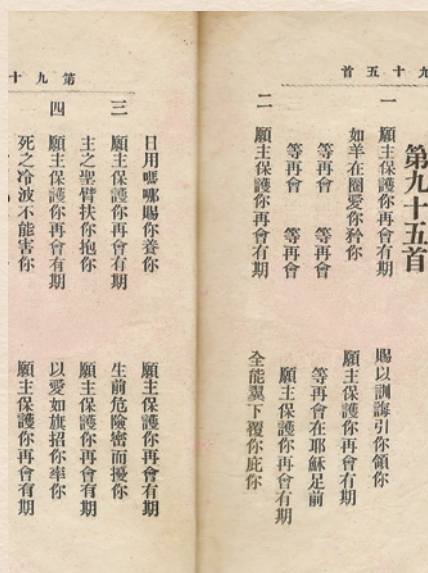 九十五首
第九十五首
一
願主保護你再會有期
賜以訓誨引你領你
如羊在圈愛你矜你
願主保護你再會有期
等再會 等再會
等再會在耶穌足前
等再會 等再會
願主保護你再會有期
二
願主保護你再會有期
全能翼下覆你庇你
第九十
日用嗎哪賜你養你
願主保護你再會有期
三
願主保護你再會有期
生前危險密而擾你
主之聖臂扶你抱你
願主保護你再會有期
四
願主保護你再會有期
以愛如旗招你率你
死之冷波不能害你
願主保護你再會有期